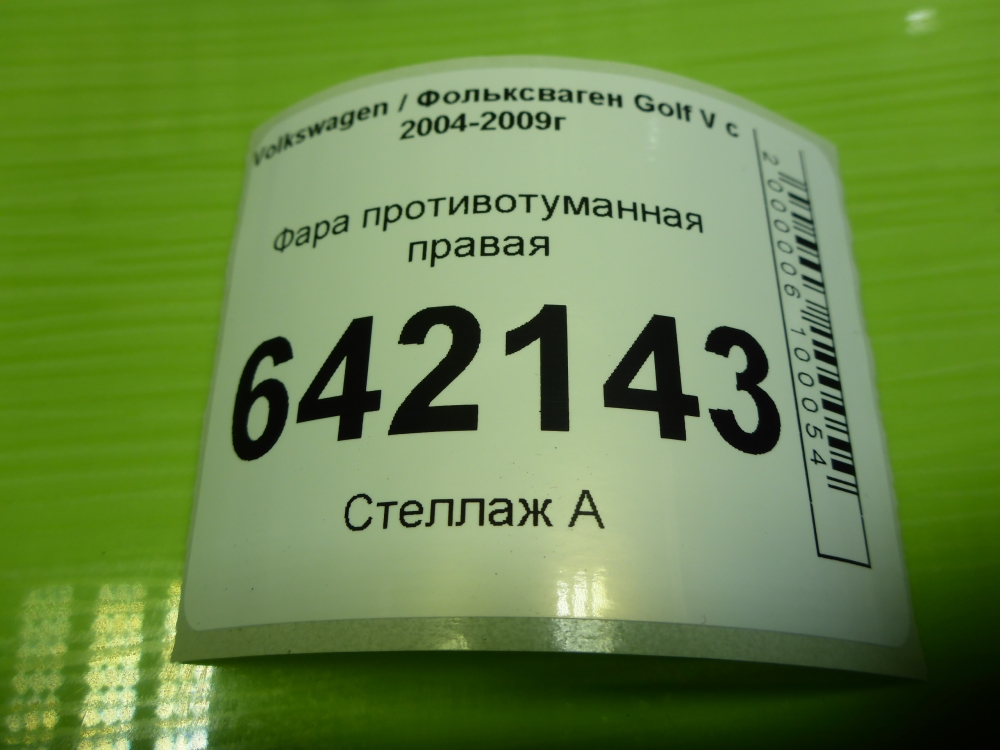 Volkswagen / Фольксваген Golf V с
2004-2009г
Фара противотуманная
правая
642143
Стеллаж А
2000006100054